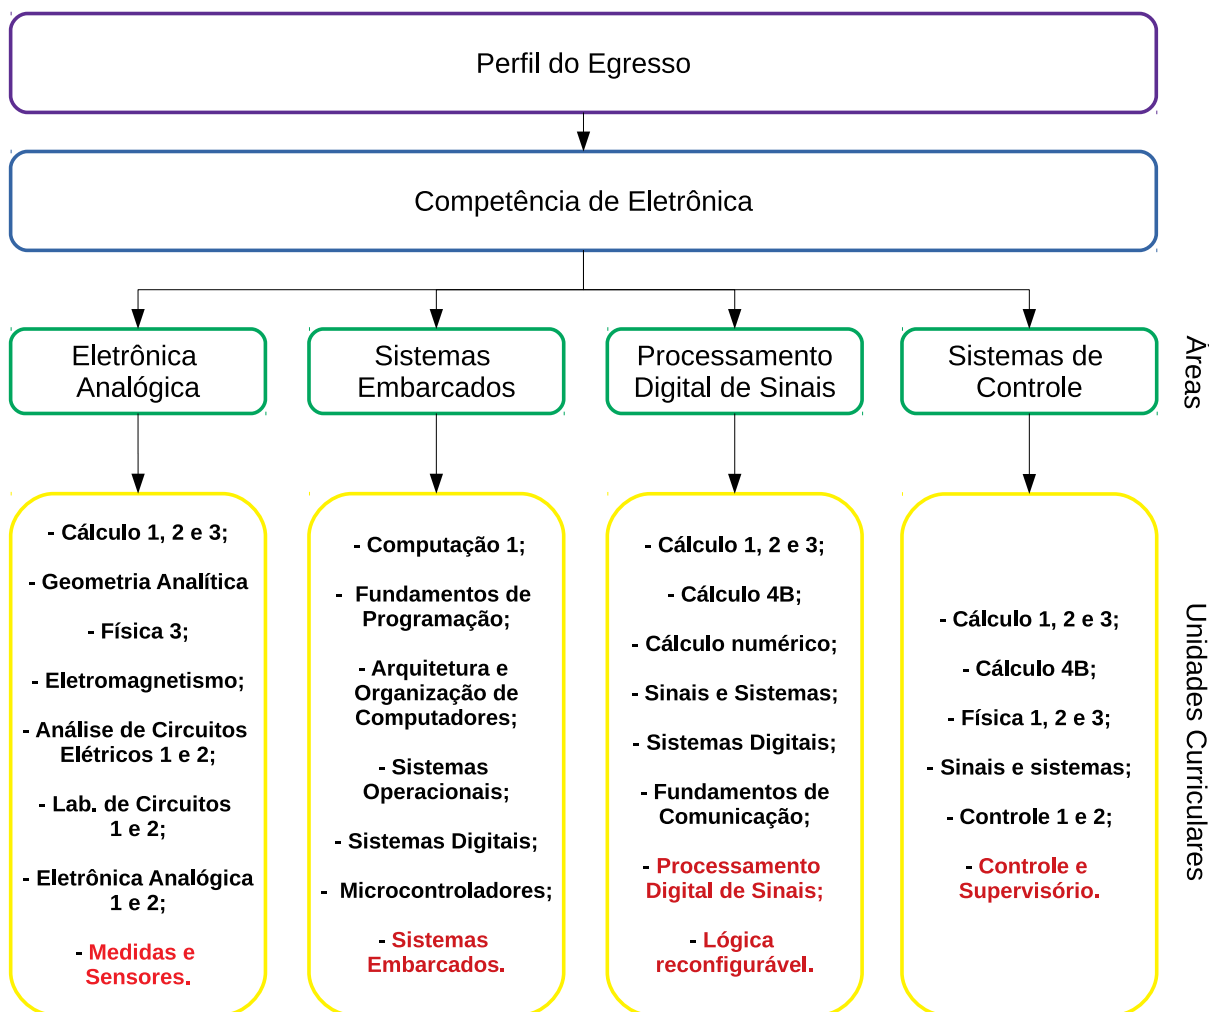 Perfil do Egresso
Competência de Eletrônica
Eletrônica
Analógica
Sistemas
Embarcados
Processamento
Digital de Sinais
Sistemas de
Controle
Áreas
- Cálculo 1, 2 e 3;
- Geometria Analítica
- Física 3;
- Eletromagnetismo;
- Análise de Circuitos
Elétricos 1 e 2;
- Lab. de Circuitos
1 e 2;
- Eletrônica Analógica
1 e 2;
- Medidas e
Sensores.
- Computação 1;
- Fundamentos de
Programação;
- Arquitetura e
Organização de
Computadores;
- Sistemas
Operacionais;
- Sistemas Digitais;
- Microcontroladores;
- Sistemas
Embarcados.
- Cálculo 1, 2 e 3;
- Cálculo 4B;
- Cálculo numérico;
- Sinais e Sistemas;
- Sistemas Digitais;
- Fundamentos de
Comunicação;
- Processamento
Digital de Sinais;
- Lógica
reconfigurável.
- Cálculo 1, 2 e 3;
- Cálculo 4B;
- Física 1, 2 e 3;
- Sinais e sistemas;
- Controle 1 e 2;
- Controle e
Supervisório.
Unidades Curriculares